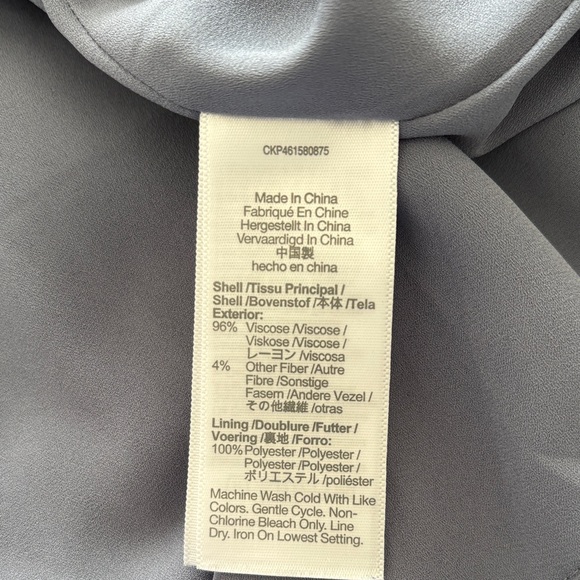 CKP461580875
Made In China
Fabriqué En Chine
Hergestellt In China
Vervaardigd In China
中国製
hecho en china
Shell /Tissu Principal /
Shell /Bovenstof /本体 /Tela
Exterior:
96% Viscose /Viscose /
Viskose /Viscose /
レーヨン /viscosa
4% Other Fiber /Autre
Fibre /Sonstige
Fasern /Andere Vezel /
その他繊維 /otras
Lining /Doublure /Futter /
Voering /裏地 /Forro:
100% Polyester /Polyester /
Polyester /Polyester /
ポリエステル /poliéster
Machine Wash Cold With Like
Colors. Gentle Cycle. Non-
Chlorine Bleach Only. Line
Dry. Iron On Lowest Setting.